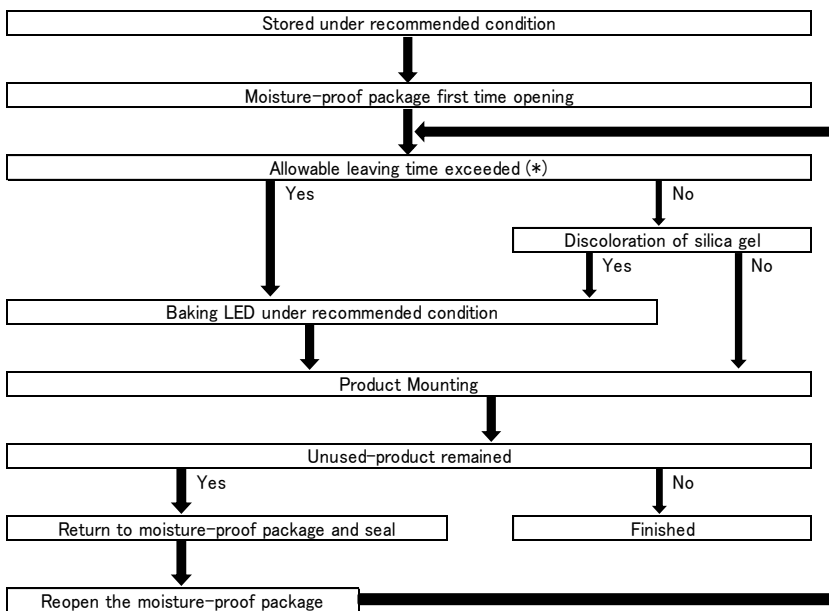 Stored under recommended condition
Moisture-proof package first time opening
Allowable leaving time exceeded (*)
Yes
No
Discoloration of silica gel
Yes
No
Baking LED under recommended condition
Product Mounting
Unused-product remained
Yes
No
Return to moisture-proof package and seal
Finished
Reopen the moisture-proof package